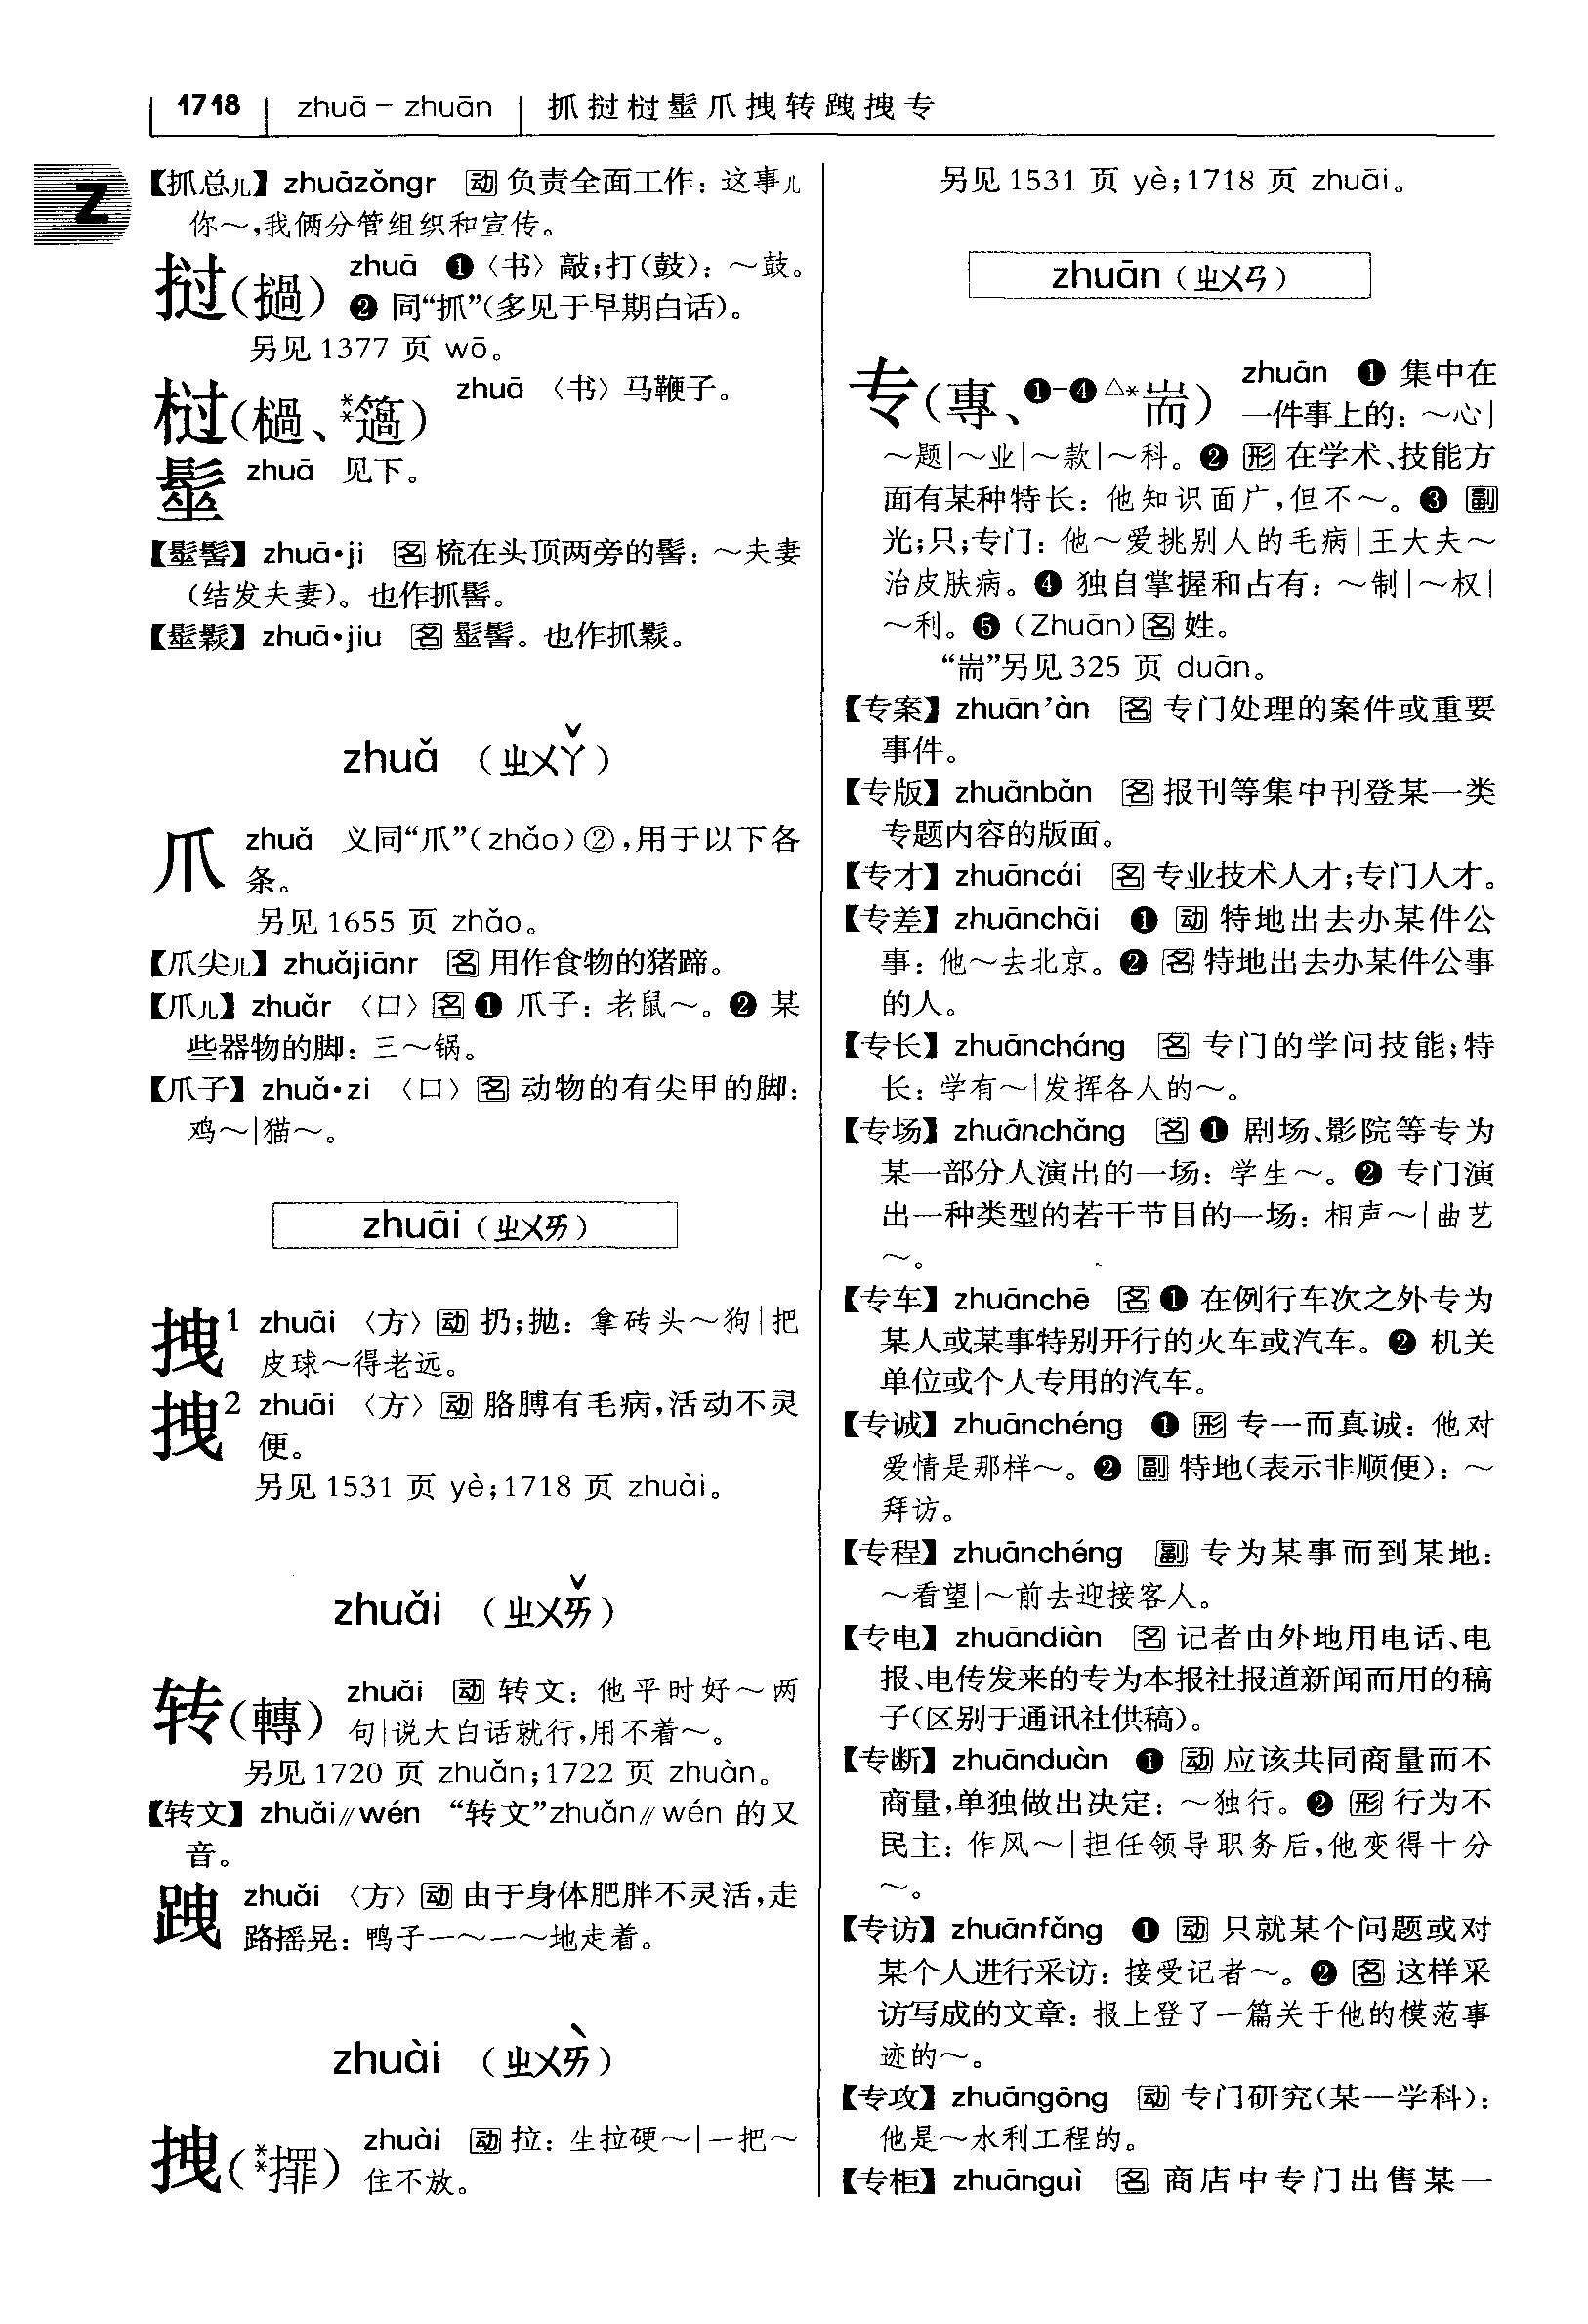 1718 zhuā – zhuān 抓挝檛髽爪拽转跩拽专
Z
【抓总儿】zhuāzǒngr 动 负责全面工作：这事儿
你～,我俩分管组织和宣传。
挝(撾) zhuā ❶〈书〉敲;打(鼓)：～鼓。
❷ 同“抓”(多见于早期白话)。
另见 1377 页 wō。
(檛、**簻) zhuā 〈书〉马鞭子。
髽 zhuā 见下。
【髽髻】zhuā•ji 名 梳在头顶两旁的髻：～夫妻
(结发夫妻)。也作抓髻。
【髽鬏】zhuā•jiu 名 髽髻。也作抓鬏。
zhuǎ (ㄓㄨㄚˇ)
爪 zhuǎ 义同“爪”(zhǎo)②,用于以下各
条。
另见 1655 页 zhǎo。
【爪尖儿】zhuǎjiānr 名 用作食物的猪蹄。
【爪儿】zhuǎr 〈口〉名 ❶ 爪子：老鼠～。❷ 某
些器物的脚：三～锅。
【爪子】zhuǎ•zi 〈口〉名 动物的有尖甲的脚：
鸡～|猫～。
zhuāi (ㄓㄨㄞ)
拽1 zhuāi 〈方〉动 扔;抛：拿砖头～狗|把
皮球～得老远。
拽2 zhuāi 〈方〉动 胳膊有毛病,活动不灵
便。
另见 1531 页 yè;1718 页 zhuài。
zhuǎi (ㄓㄨㄞˇ)
转(轉) zhuǎi 动 转文：他平时好～两
句|说大白话就行,用不着～。
另见 1720 页 zhuǎn;1722 页 zhuàn。
【转文】zhuǎi∥wén “转文”zhuǎn∥wén 的又
音。
跩 zhuǎi 〈方〉动 由于身体肥胖不灵活,走
路摇晃：鸭子一～一～地走着。
zhuài (ㄓㄨㄞˋ)
拽(**㩆) zhuài 动 拉：生拉硬～|一把～
住不放。
另见 1531 页 yè;1718 页 zhuāi。
zhuān (ㄓㄨㄢ)
专(專、❶-❹△*耑) zhuān ❶ 集中在
一件事上的：～心|
～题|～业|～款|～科。❷ 形 在学术、技能方
面有某种特长：他知识面广,但不～。❸ 副
光;只;专门：他～爱挑别人的毛病|王大夫～
治皮肤病。❹ 独自掌握和占有：～制|～权|
～利。❺ (Zhuān) 名 姓。
“耑”另见 325 页 duān。
【专案】zhuān’àn 名 专门处理的案件或重要
事件。
【专版】zhuānbǎn 名 报刊等集中刊登某一类
专题内容的版面。
【专才】zhuāncái 名 专业技术人才;专门人才。
【专差】zhuānchāi ❶ 动 特地出去办某件公
事：他～去北京。❷ 名 特地出去办某件公事
的人。
【专长】zhuāncháng 名 专门的学问技能;特
长：学有～|发挥各人的～。
【专场】zhuānchǎng 名 ❶ 剧场、影院等专为
某一部分人演出的一场：学生～。❷ 专门演
出一种类型的若干节目的一场：相声～|曲艺
～。
【专车】zhuānchē 名 ❶ 在例行车次之外专为
某人或某事特别开行的火车或汽车。❷ 机关
单位或个人专用的汽车。
【专诚】zhuānchéng ❶ 形 专一而真诚：他对
爱情是那样～。❷ 副 特地(表示非顺便)：～
拜访。
【专程】zhuānchéng 副 专为某事而到某地：
～看望|～前去迎接客人。
【专电】zhuāndiàn 名 记者由外地用电话、电
报、电传发来的专为本报社报道新闻而用的稿
子(区别于通讯社供稿)。
【专断】zhuānduàn ❶ 动 应该共同商量而不
商量,单独做出决定：～独行。❷ 形 行为不
民主：作风～|担任领导职务后,他变得十分
～。
【专访】zhuānfǎng ❶ 动 只就某个问题或对
某个人进行采访：接受记者～。❷ 名 这样采
访写成的文章：报上登了一篇关于他的模范事
迹的～。
【专攻】zhuāngōng 动 专门研究(某一学科)：
他是～水利工程的。
【专柜】zhuānguì 名 商店中专门出售某一